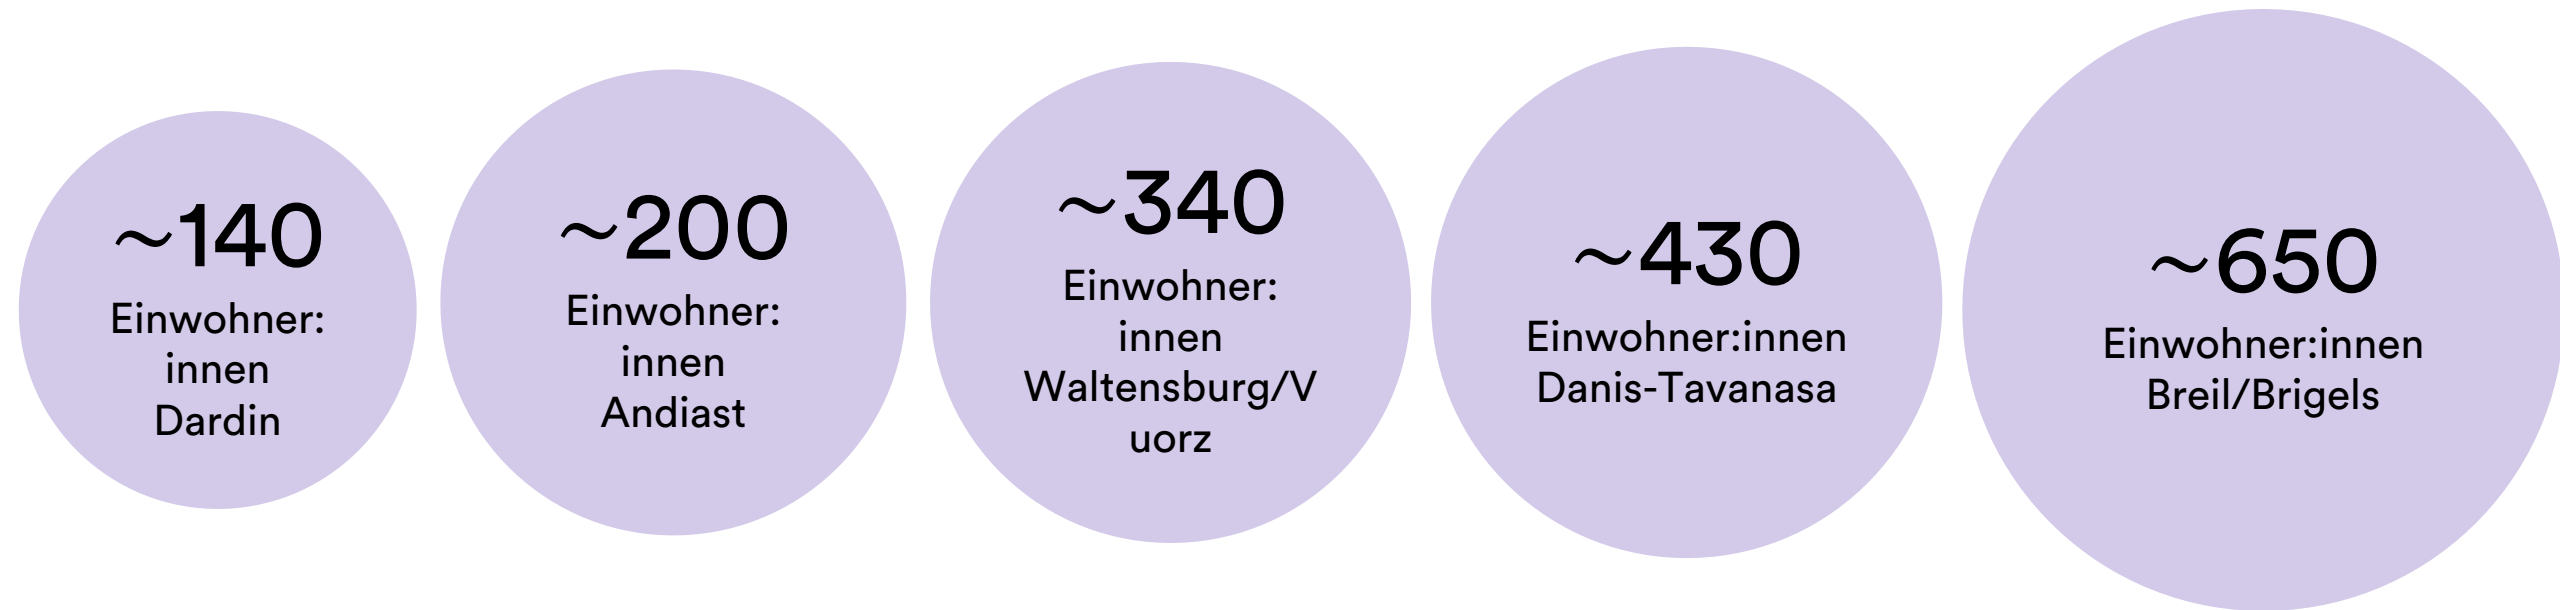 ~140
Einwohner:
innen
Dardin
~200
Einwohner:
innen
Andiast
~340
Einwohner:
innen
Waltensburg/V
uorz
~430
Einwohner:innen
Danis-Tavanasa
~650
Einwohner:innen
Breil/Brigels